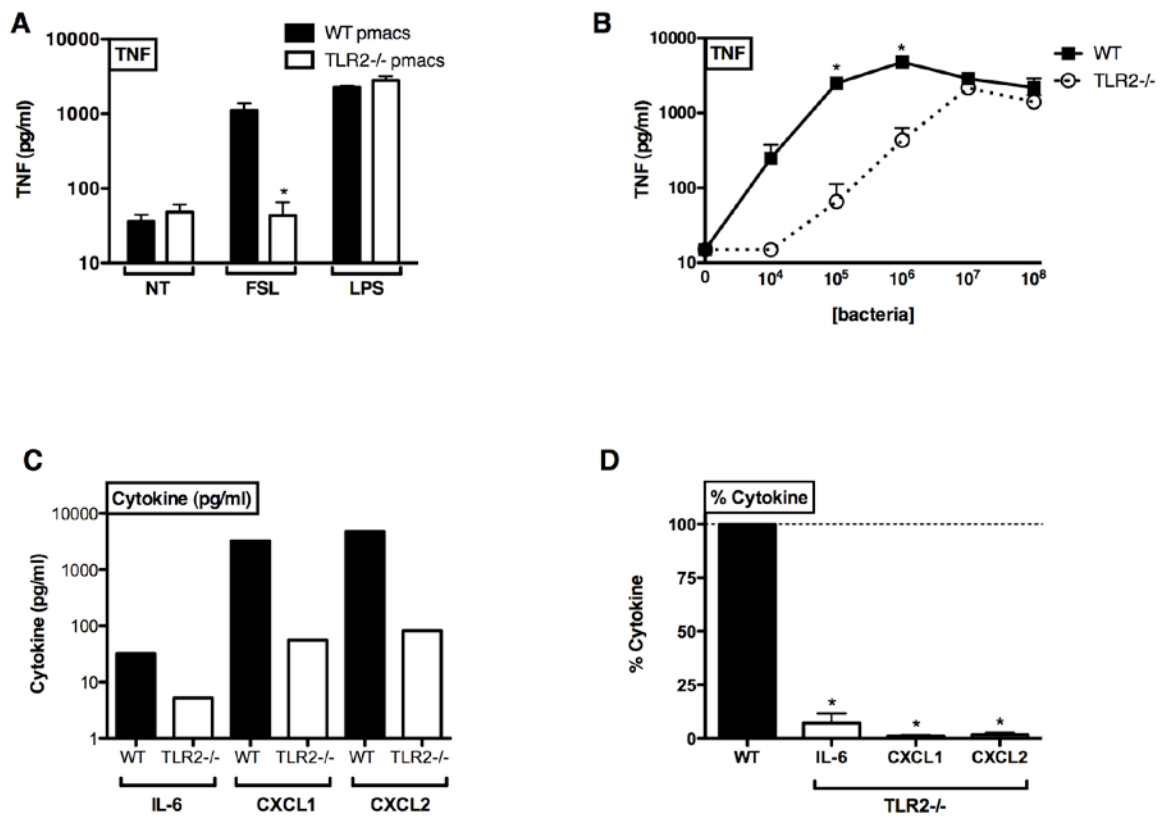 A
TNF
WT pmacs
TLR2-/- pmacs
TNF (pg/ml)
10000
1000
100
10
*
NT FSL LPS
B
TNF
WT
TLR2-/-
TNF (pg/ml)
10000
1000
100
10
* *
0 10⁴ 10⁵ 10⁶ 10⁷ 10⁸
[bacteria]
C
Cytokine (pg/ml)
Cytokine (pg/ml)
10000
1000
100
10
1
WT TLR2-/- WT TLR2-/- WT TLR2-/-
IL-6 CXCL1 CXCL2
D
% Cytokine
% Cytokine
100
75
50
25
0
* * *
WT IL-6 CXCL1 CXCL2
TLR2-/-